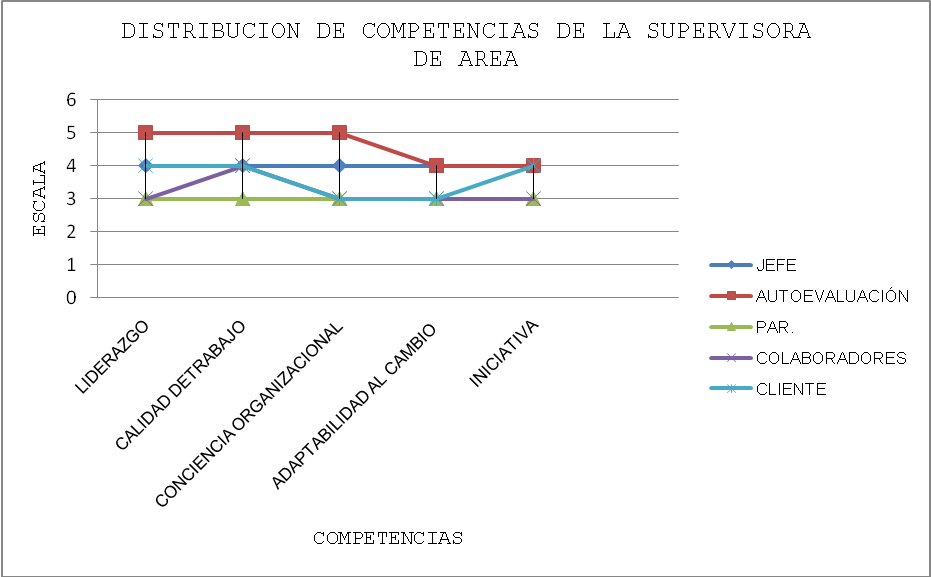 DISTRIBUCION DE COMPETENCIAS DE LA SUPERVISORA
DE AREA
6
5
4
3
2
1
0
ESCALA
LIDERAZGO
CALIDAD DETRABAJO
CONCIENCIA ORGANIZACIONAL
ADAPTABILIDAD AL CAMBIO
INICIATIVA
COMPETENCIAS
JEFE
AUTOEVALUACIÓN
PAR.
COLABORADORES
CLIENTE